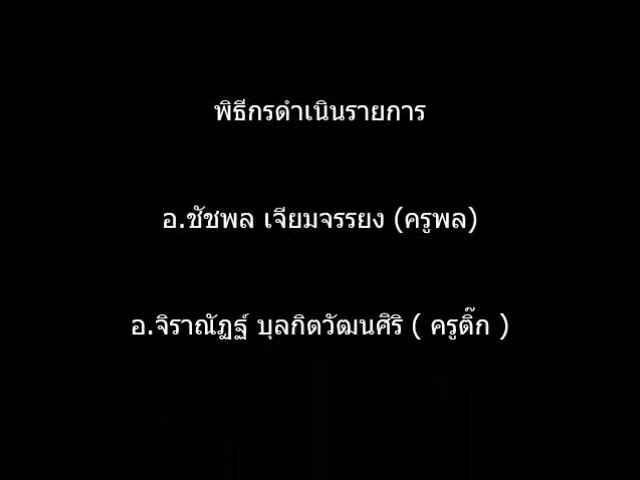 พิธีกรดำเนินรายการ
อ.ชัชพล เจียมจรรยง (ครูพล)
อ.จิราณัฏฐ์ บุลกิตวัฒนศิริ ( ครูติ๊ก )